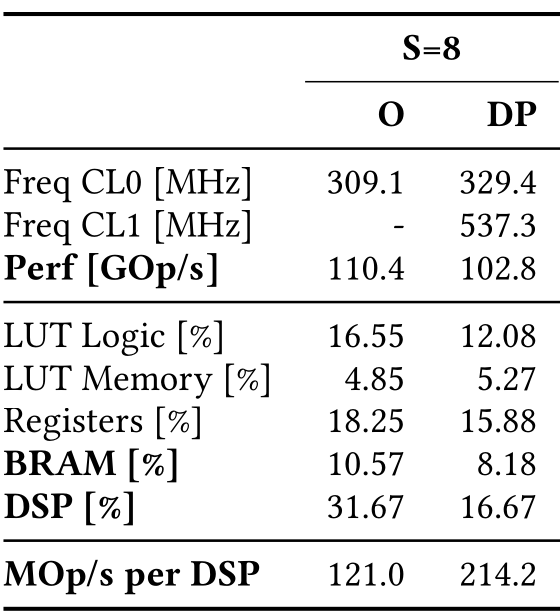 S=8
O DP
Freq CL0 [MHz] 309.1 329.4
Freq CL1 [MHz] - 537.3
Perf [GOp/s] 110.4 102.8
LUT Logic [%] 16.55 12.08
LUT Memory [%] 4.85 5.27
Registers [%] 18.25 15.88
BRAM [%] 10.57 8.18
DSP [%] 31.67 16.67
MOp/s per DSP 121.0 214.2